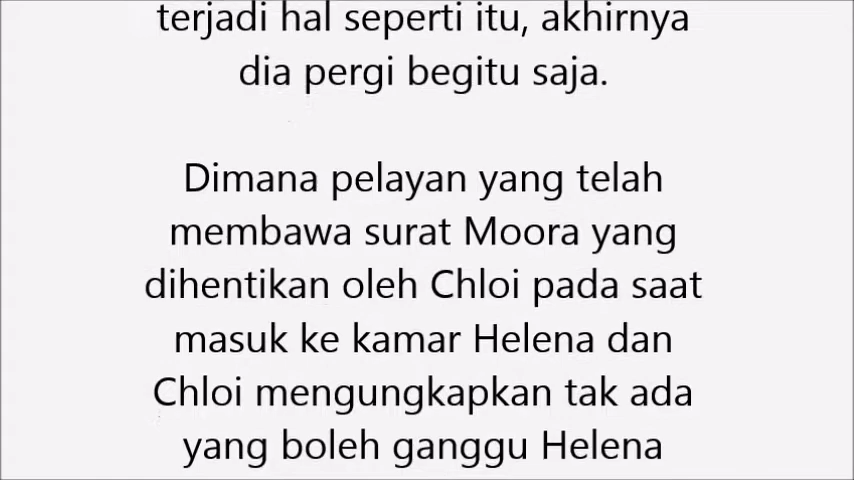 terjadi hal seperti itu, akhirnya
dia pergi begitu saja.
Dimana pelayan yang telah
membawa surat Moora yang
dihentikan oleh Chloi pada saat
masuk ke kamar Helena dan
Chloi mengungkapkan tak ada
yang boleh ganggu Helena